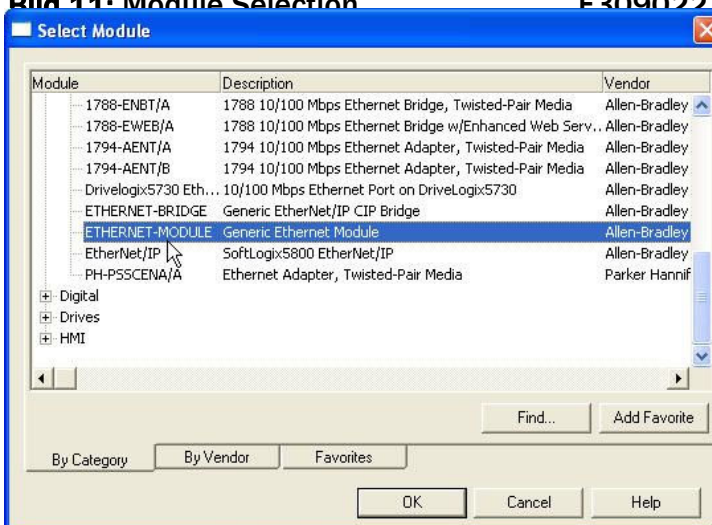 Bild 11: Module Selection F309022
Select Module
Module Description Vendor
1788-ENBT/A 1788 10/100 Mbps Ethernet Bridge, Twisted-Pair Media Allen-Bradley
1788-EWEB/A 1788 10/100 Mbps Ethernet Bridge w/Enhanced Web Serv... Allen-Bradley
1794-AENT/A 1794 10/100 Mbps Ethernet Adapter, Twisted-Pair Media Allen-Bradley
1794-AENT/B 1794 10/100 Mbps Ethernet Adapter, Twisted-Pair Media Allen-Bradley
Drivelogix5730 Eth... 10/100 Mbps Ethernet Port on DriveLogix5730 Allen-Bradley
ETHERNET-BRIDGE Generic EtherNet/IP CIP Bridge Allen-Bradley
ETHERNET-MODULE Generic Ethernet Module Allen-Bradley
EtherNet/IP SoftLogix5800 EtherNet/IP Allen-Bradley
PH-PSSCENA/A Ethernet Adapter, Twisted-Pair Media Parker Hannif
Digital
Drives
HMI
Find... Add Favorite
By Category By Vendor Favorites
OK Cancel Help